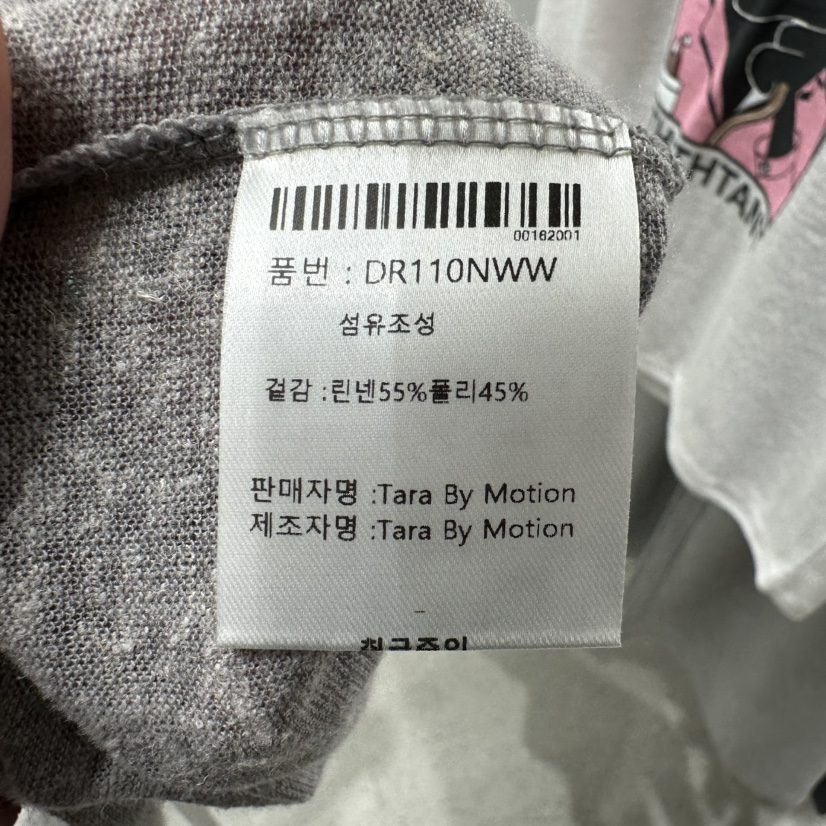 00162001
품번 : DR110NWW
섬유조성
겉감 :린넨55%폴리45%
판매자명 :Tara By Motion
제조자명 :Tara By Motion